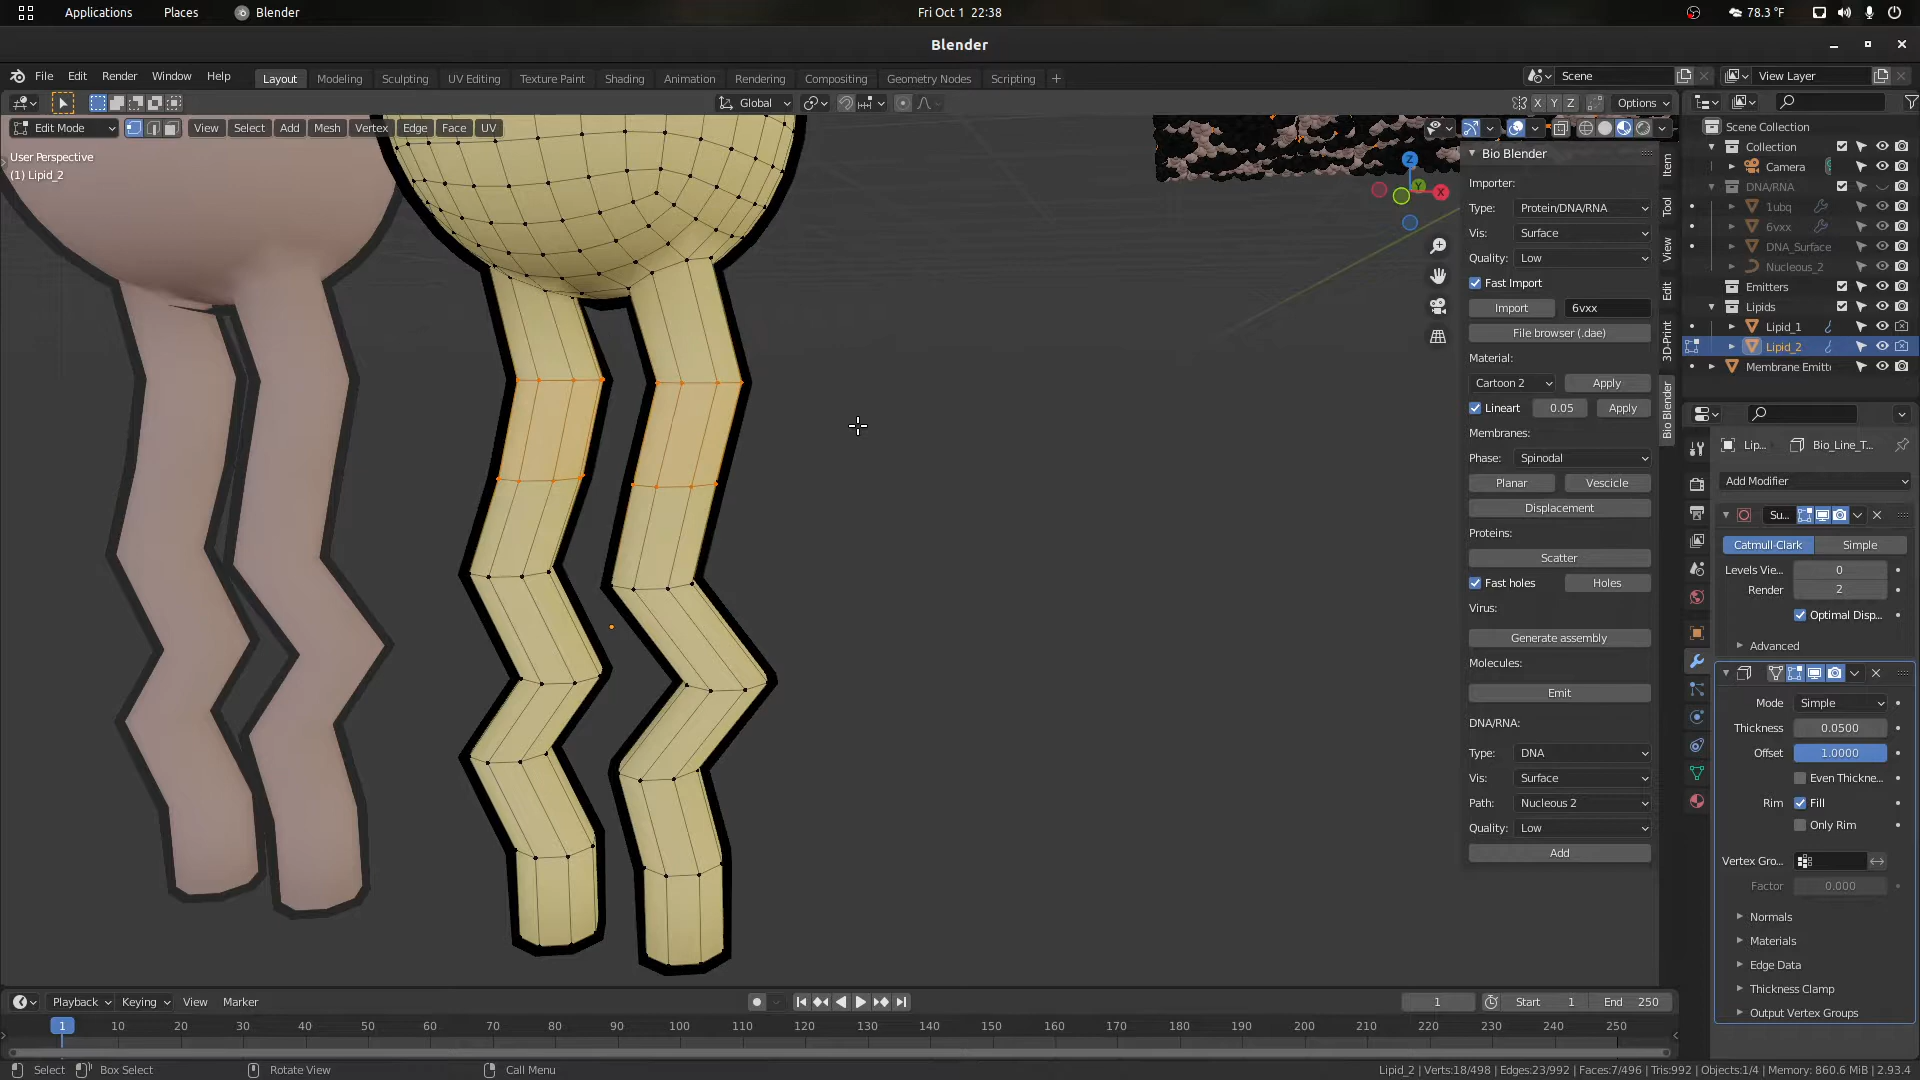 Applications Places Blender Fri Oct 1 22:38 78.3 °F
Blender
File Edit Render Window Help Layout Modeling Sculpting UV Editing Texture Paint Shading Animation Rendering Compositing Geometry Nodes Scripting + Scene View Layer
Global X Y Z Options
Edit Mode View Select Add Mesh Vertex Edge Face UV
User Perspective
(1) Lipid_2
Z
Y
X
Bio Blender
Importer:
Type: Protein/DNA/RNA
Vis: Surface
Quality: Low
Fast Import
Import 6vxx
File browser (.dae)
Material:
Cartoon 2 Apply
Lineart 0.05 Apply
Membranes:
Phase: Spinodal
Planar Vescicle
Displacement
Proteins:
Scatter
Fast holes Holes
Virus:
Generate assembly
Molecules:
Emit
DNA/RNA:
Type: DNA
Vis: Surface
Path: Nucleous 2
Quality: Low
Add
Item
Tool
View
Edit
3D-Print
Bio Blender
Scene Collection
Collection
Camera
DNA/RNA
1ubq
6vxx
DNA_Surface
Nucleous_2
Emitters
Lipids
Lipid_1
Lipid_2
Membrane Emitt
Lip... Bio_Line_T...
Add Modifier
Su...
Catmull-Clark Simple
Levels Vie... 0
Render 2
Optimal Disp...
Advanced
Mode Simple
Thickness 0.0500
Offset 1.0000
Even Thickne...
Rim Fill
Only Rim
Vertex Gro...
Factor 0.000
Normals
Materials
Edge Data
Thickness Clamp
Output Vertex Groups
Playback Keying View Marker 1 Start 1 End 250
1 10 20 30 40 50 60 70 80 90 100 110 120 130 140 150 160 170 180 190 200 210 220 230 240 250
Select Box Select Rotate View Call Menu Lipid_2 | Verts:18/498 | Edges:23/992 | Faces:7/496 | Tris:992 | Objects:1/4 | Memory: 860.6 MiB | 2.93.4